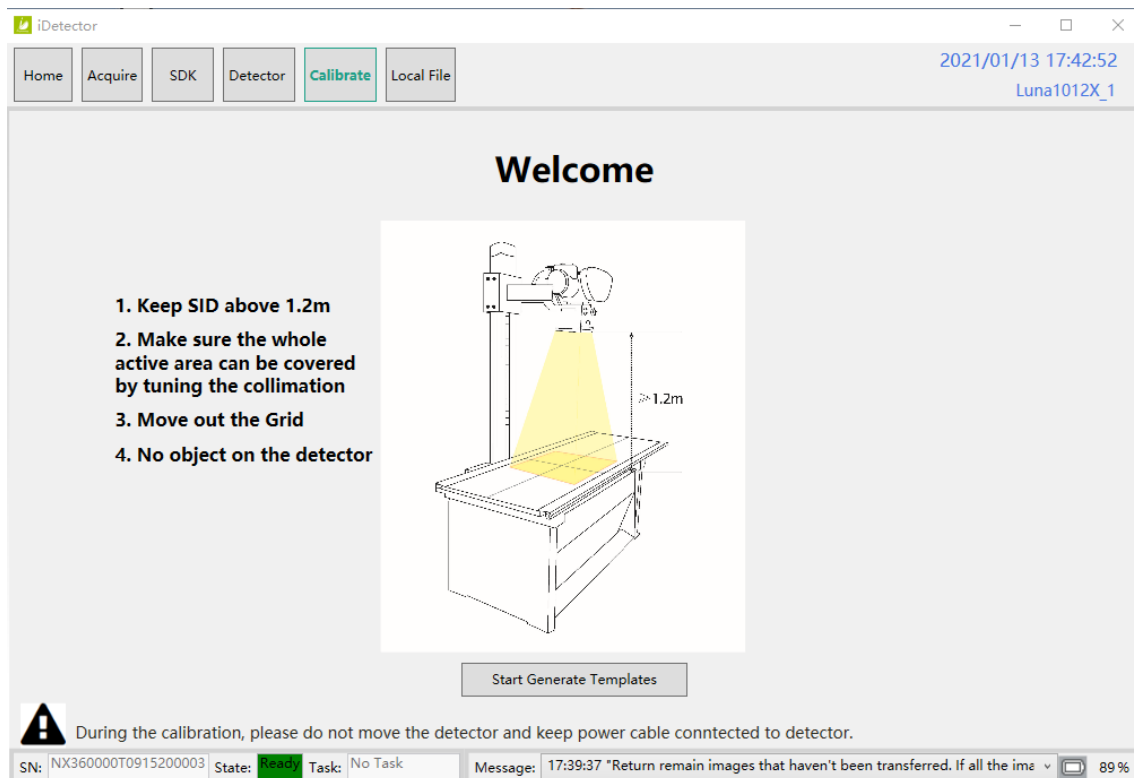 iDetector
Home Acquire SDK Detector Calibrate Local File
2021/01/13 17:42:52
Luna1012X_1
Welcome
1. Keep SID above 1.2m
2. Make sure the whole
active area can be covered
by tuning the collimation
3. Move out the Grid
4. No object on the detector
≥1.2m
Start Generate Templates
During the calibration, please do not move the detector and keep power cable conntected to detector.
SN: NX360000T0915200003 State: Ready Task: No Task Message: 17:39:37 "Return remain images that haven't been transferred. If all the ima 89%